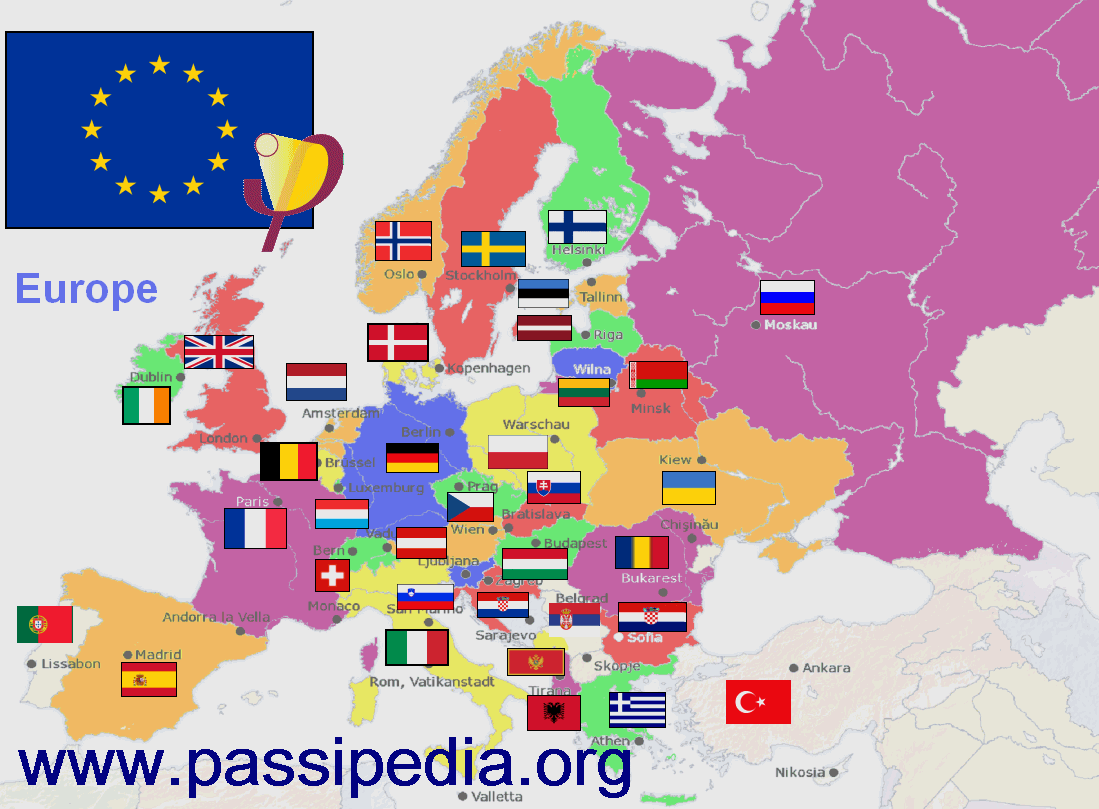 Europe
Oslo
Stockholm
Helsinki
Tallinn
Moskau
Riga
Dublin
Kopenhagen
Wilna
Minsk
Amsterdam
London
Berlin
Warschau
Brüssel
Kiew
Luxemburg
Prag
Paris
Bratislava
Wien
Chişinău
Vad
Bern
Budapest
Ljubljana
Zagreb
Bukarest
Monaco
San Marino
Belgrad
Andorra la Vella
Sarajevo
Sofia
Madrid
Lissabon
Skopje
Ankara
Rom, Vatikanstadt
Tirana
Athen
www.passipedia.org
Nikosia
Valletta